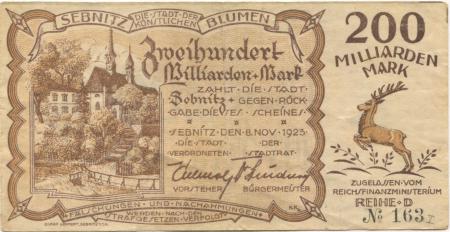 SEBNITZ DIE·STADT·DER KÜNSTLICHEN BLUMEN
200
MILLIARDEN
MARK
Zweihundert
Milliarden·Mark
ZAHLT·DIE·STADT
Sebnitz·GEGEN·RÜCK-
GABE·DIESES·SCHEINES
SEBNITZ, DEN·8.NOV.·1923
DIE·STADT- DER
VERORDNETEN· STADTRAT·
VORSTEHER BÜRGERMEISTER
FÄLSCHUNGEN·UND·NACHAHMUNGEN
WERDEN·NACH·DEN
STRAFGESETZEN·VERFOLGT·
ZUGELASSEN·VOM
REICHSFINANZMINISTERIUM
REIHE·D
№ 163